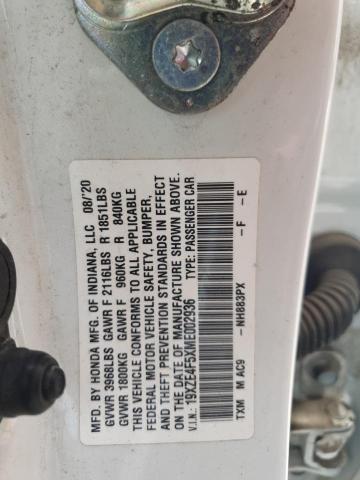 MFD. BY HONDA MFG. OF INDIANA, LLC 08/'20
GVWR 3968LBS GAWR F 2116LBS R 1851LBS
GVWR 1800KG GAWR F 960KG R 840KG
THIS VEHICLE CONFORMS TO ALL APPLICABLE
FEDERAL MOTOR VEHICLE SAFETY, BUMPER,
AND THEFT PREVENTION STANDARDS IN EFFECT
ON THE DATE OF MANUFACTURE SHOWN ABOVE.
V.I.N.: 19XZE4F5XME002936 TYPE: PASSENGER CAR
-NH883PX -F -E
TXM M AC9